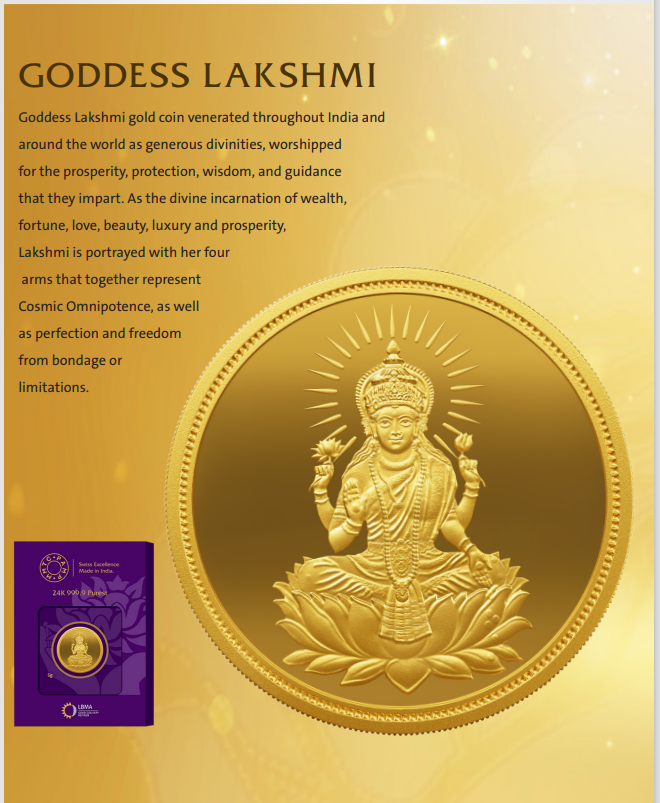 GODDESS LAKSHMI
Goddess Lakshmi gold coin venerated throughout India and
around the world as generous divinities, worshipped
for the prosperity, protection, wisdom, and guidance
that they impart. As the divine incarnation of wealth,
fortune, love, beauty, luxury and prosperity,
Lakshmi is portrayed with her four
arms that together represent
Cosmic Omnipotence, as well
as perfection and freedom
from bondage or
limitations.
MMTC·PAMP
Swiss Excellence.
Made in India.
24K 999.9 Purest
1g
LBMA